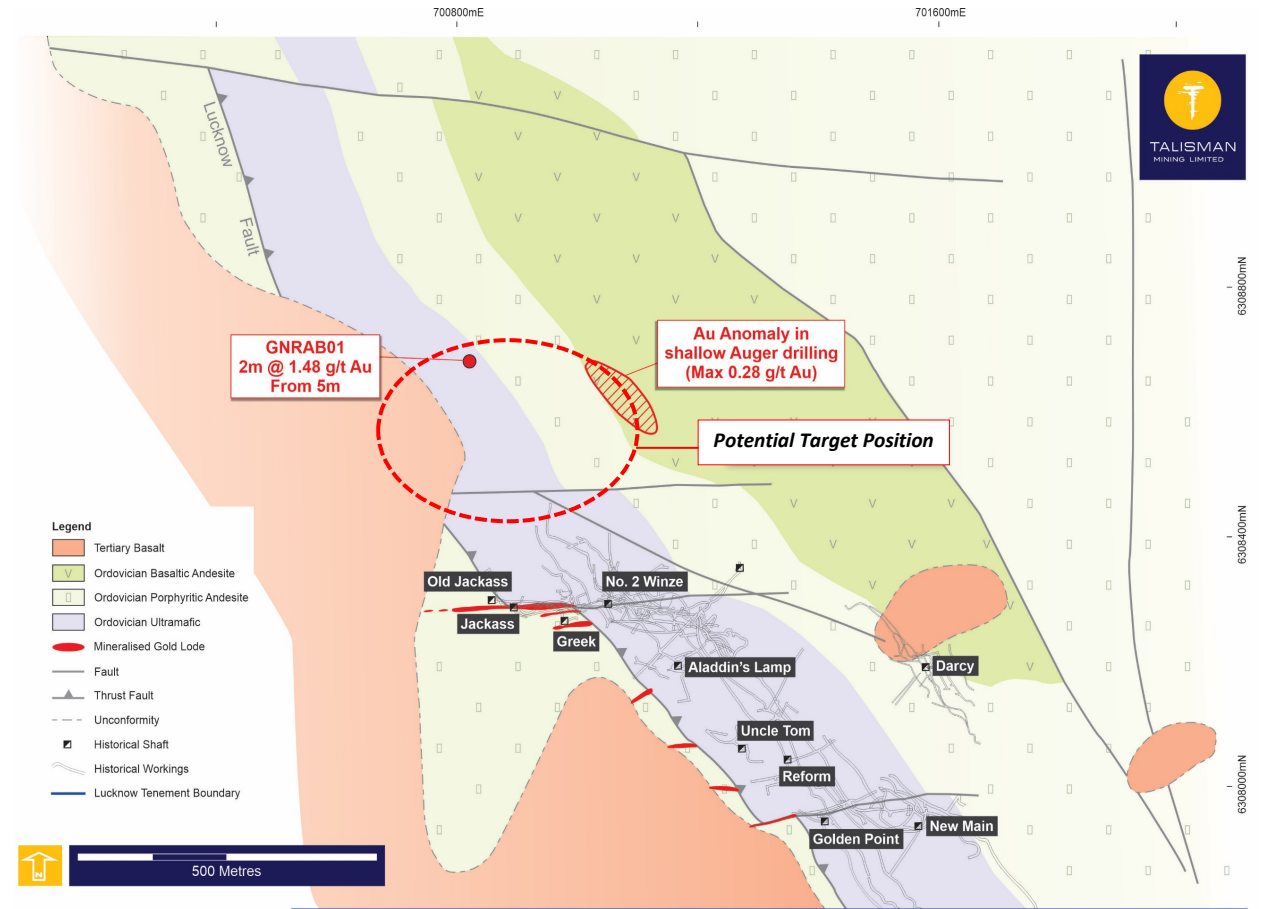 700800mE
701600mE
TALISMAN
MINING LIMITED
Lucknow
Fault
6308800mN
GNRAB01
2m @ 1.48 g/t Au
From 5m
Au Anomaly in
shallow Auger drilling
(Max 0.28 g/t Au)
Potential Target Position
6308400mN
Legend
Tertiary Basalt
V
Ordovician Basaltic Andesite
Ordovician Porphyritic Andesite
Ordovician Ultramafic
Mineralised Gold Lode
Fault
Thrust Fault
Unconformity
Historical Shaft
Historical Workings
Lucknow Tenement Boundary
Old Jackass
No. 2 Winze
Jackass
Greek
Aladdin's Lamp
Darcy
Uncle Tom
Reform
6308000mN
Golden Point
New Main
N
500 Metres